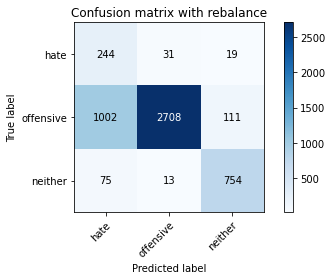 Confusion matrix with rebalance
hate 244 31 19
offensive 1002 2708 111
neither 75 13 754
hate offensive neither
True label
Predicted label
2500
2000
1500
1000
500